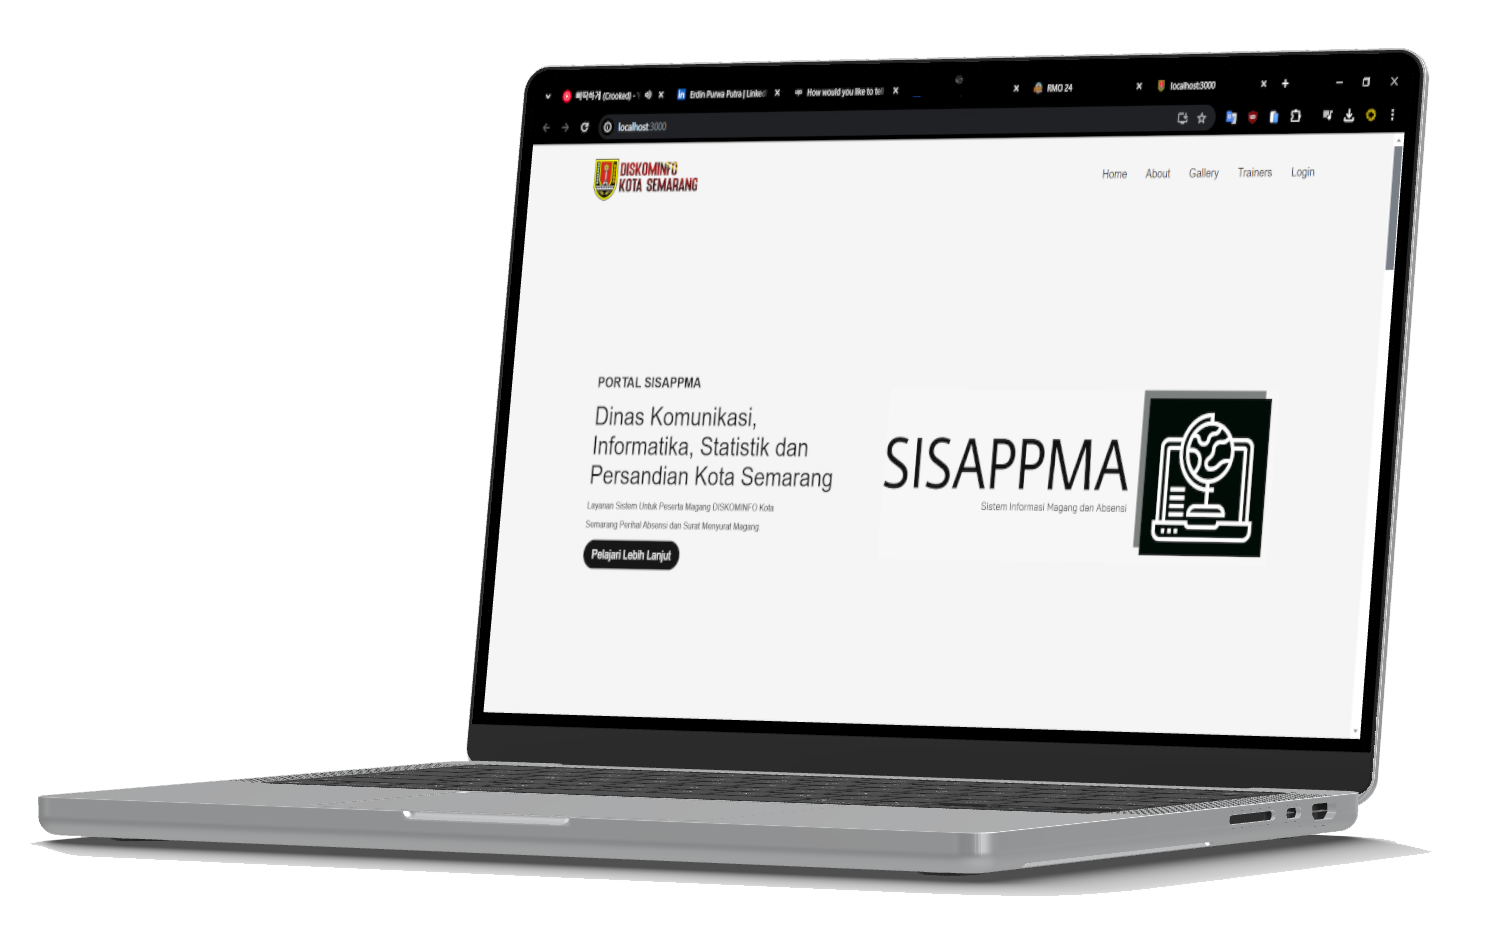 삐딱하게 (Crooked) -
Erdin Purwa Putra | Linked
How would you like to tell
RMO 24
localhost:3000
localhost:3000
DISKOMINFO
KOTA SEMARANG
Home About Gallery Trainers Login
PORTAL SISAPPMA
Dinas Komunikasi,
Informatika, Statistik dan
Persandian Kota Semarang
Layanan Sistem Untuk Peserta Magang DISKOMINFO Kota
Semarang Perihal Absensi dan Surat Menyurat Magang.
Pelajari Lebih Lanjut
SISAPPMA
Sistem Informasi Magang dan Absensi